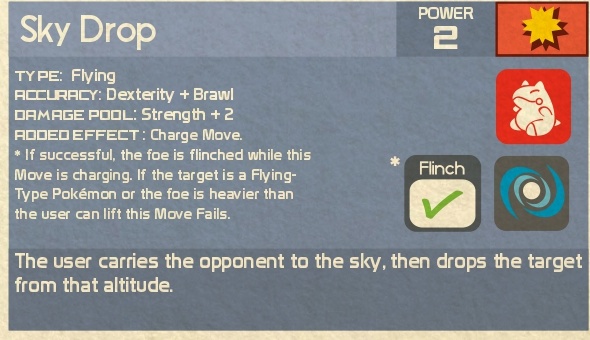 Sky Drop
POWER
2
TYPE: Flying
ACCURACY: Dexterity + Brawl
DAMAGE POOL: Strength + 2
ADDED EFFECT: Charge Move.
* If successful, the foe is flinched while this
Move is charging. If the target is a Flying-
Type Pokémon or the foe is heavier than
the user can lift this Move Fails.
* Flinch
The user carries the opponent to the sky, then drops the target
from that altitude.